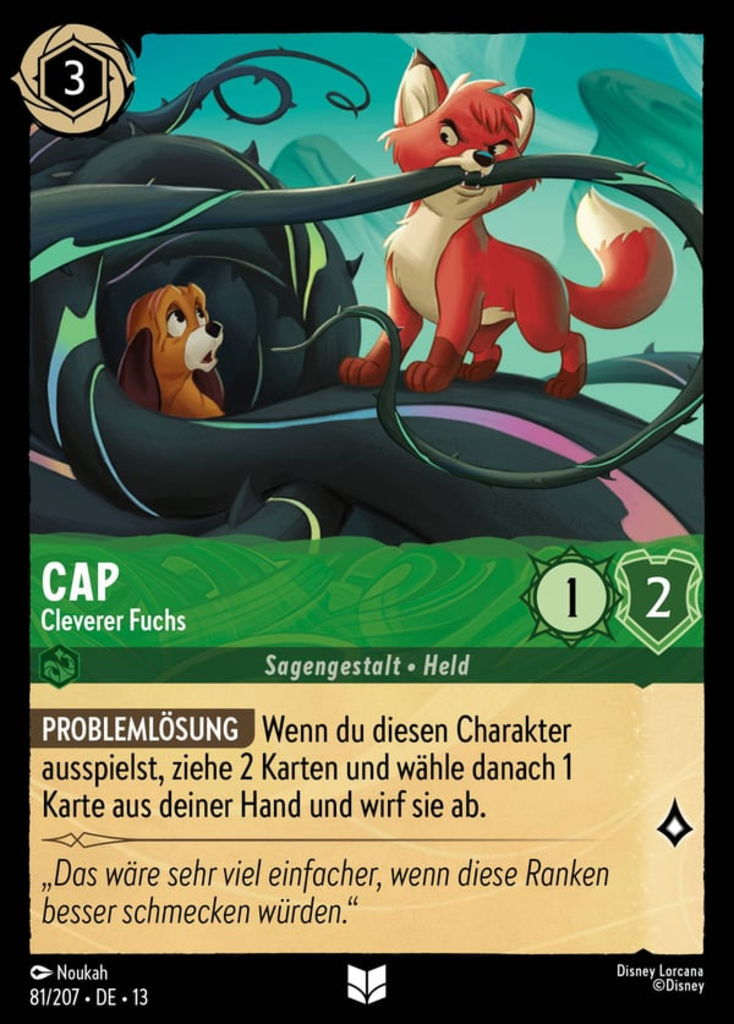 3
CAP
Cleverer Fuchs
1
2
Sagengestalt • Held
PROBLEMLÖSUNG Wenn du diesen Charakter
ausspielst, ziehe 2 Karten und wähle danach 1
Karte aus deiner Hand und wirf sie ab.
„Das wäre sehr viel einfacher, wenn diese Ranken
besser schmecken würden.“
Noukah
81/207 • DE • 13
Disney Lorcana
©Disney